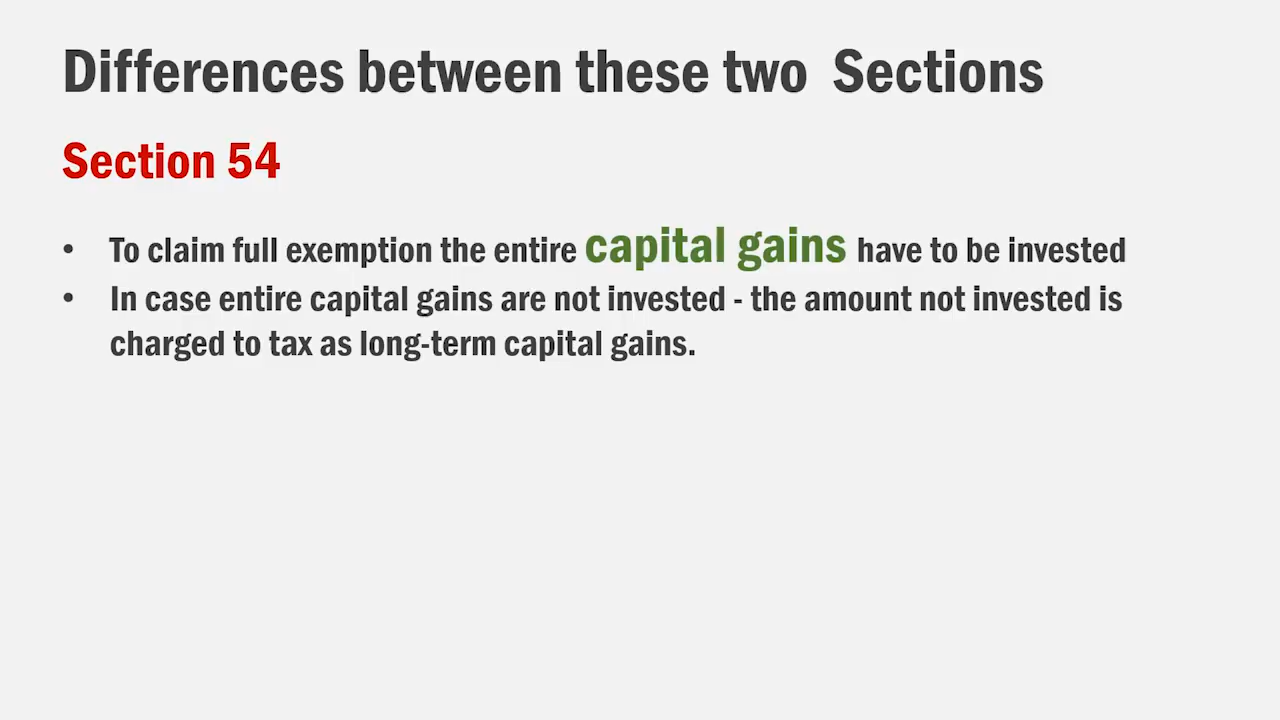 Differences between these two Sections
Section 54
• To claim full exemption the entire capital gains have to be invested
• In case entire capital gains are not invested - the amount not invested is
charged to tax as long-term capital gains.